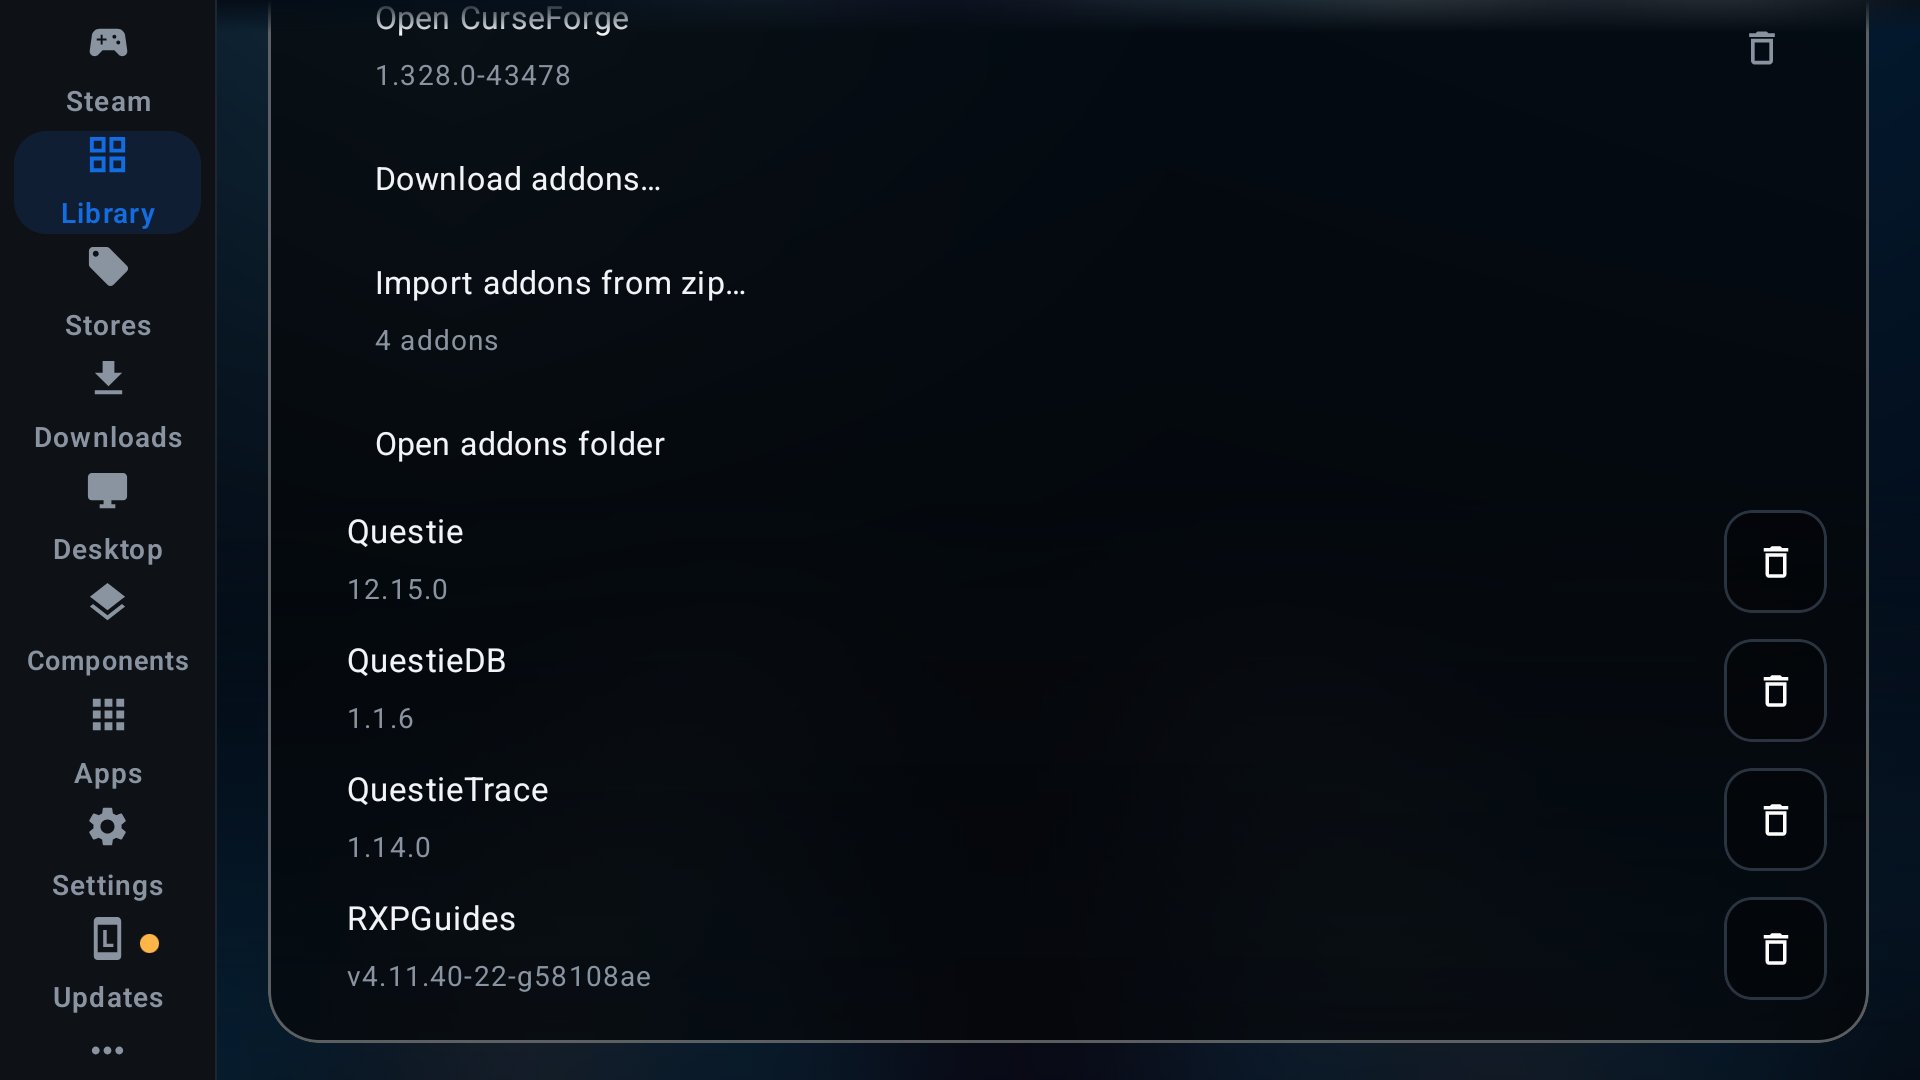 Steam
Library
Stores
Downloads
Desktop
Components
Apps
Settings
L
Updates
Open CurseForge
1.328.0-43478
Download addons...
Import addons from zip...
4 addons
Open addons folder
Questie
12.15.0
QuestieDB
1.1.6
QuestieTrace
1.14.0
RXPGuides
v4.11.40-22-g58108ae